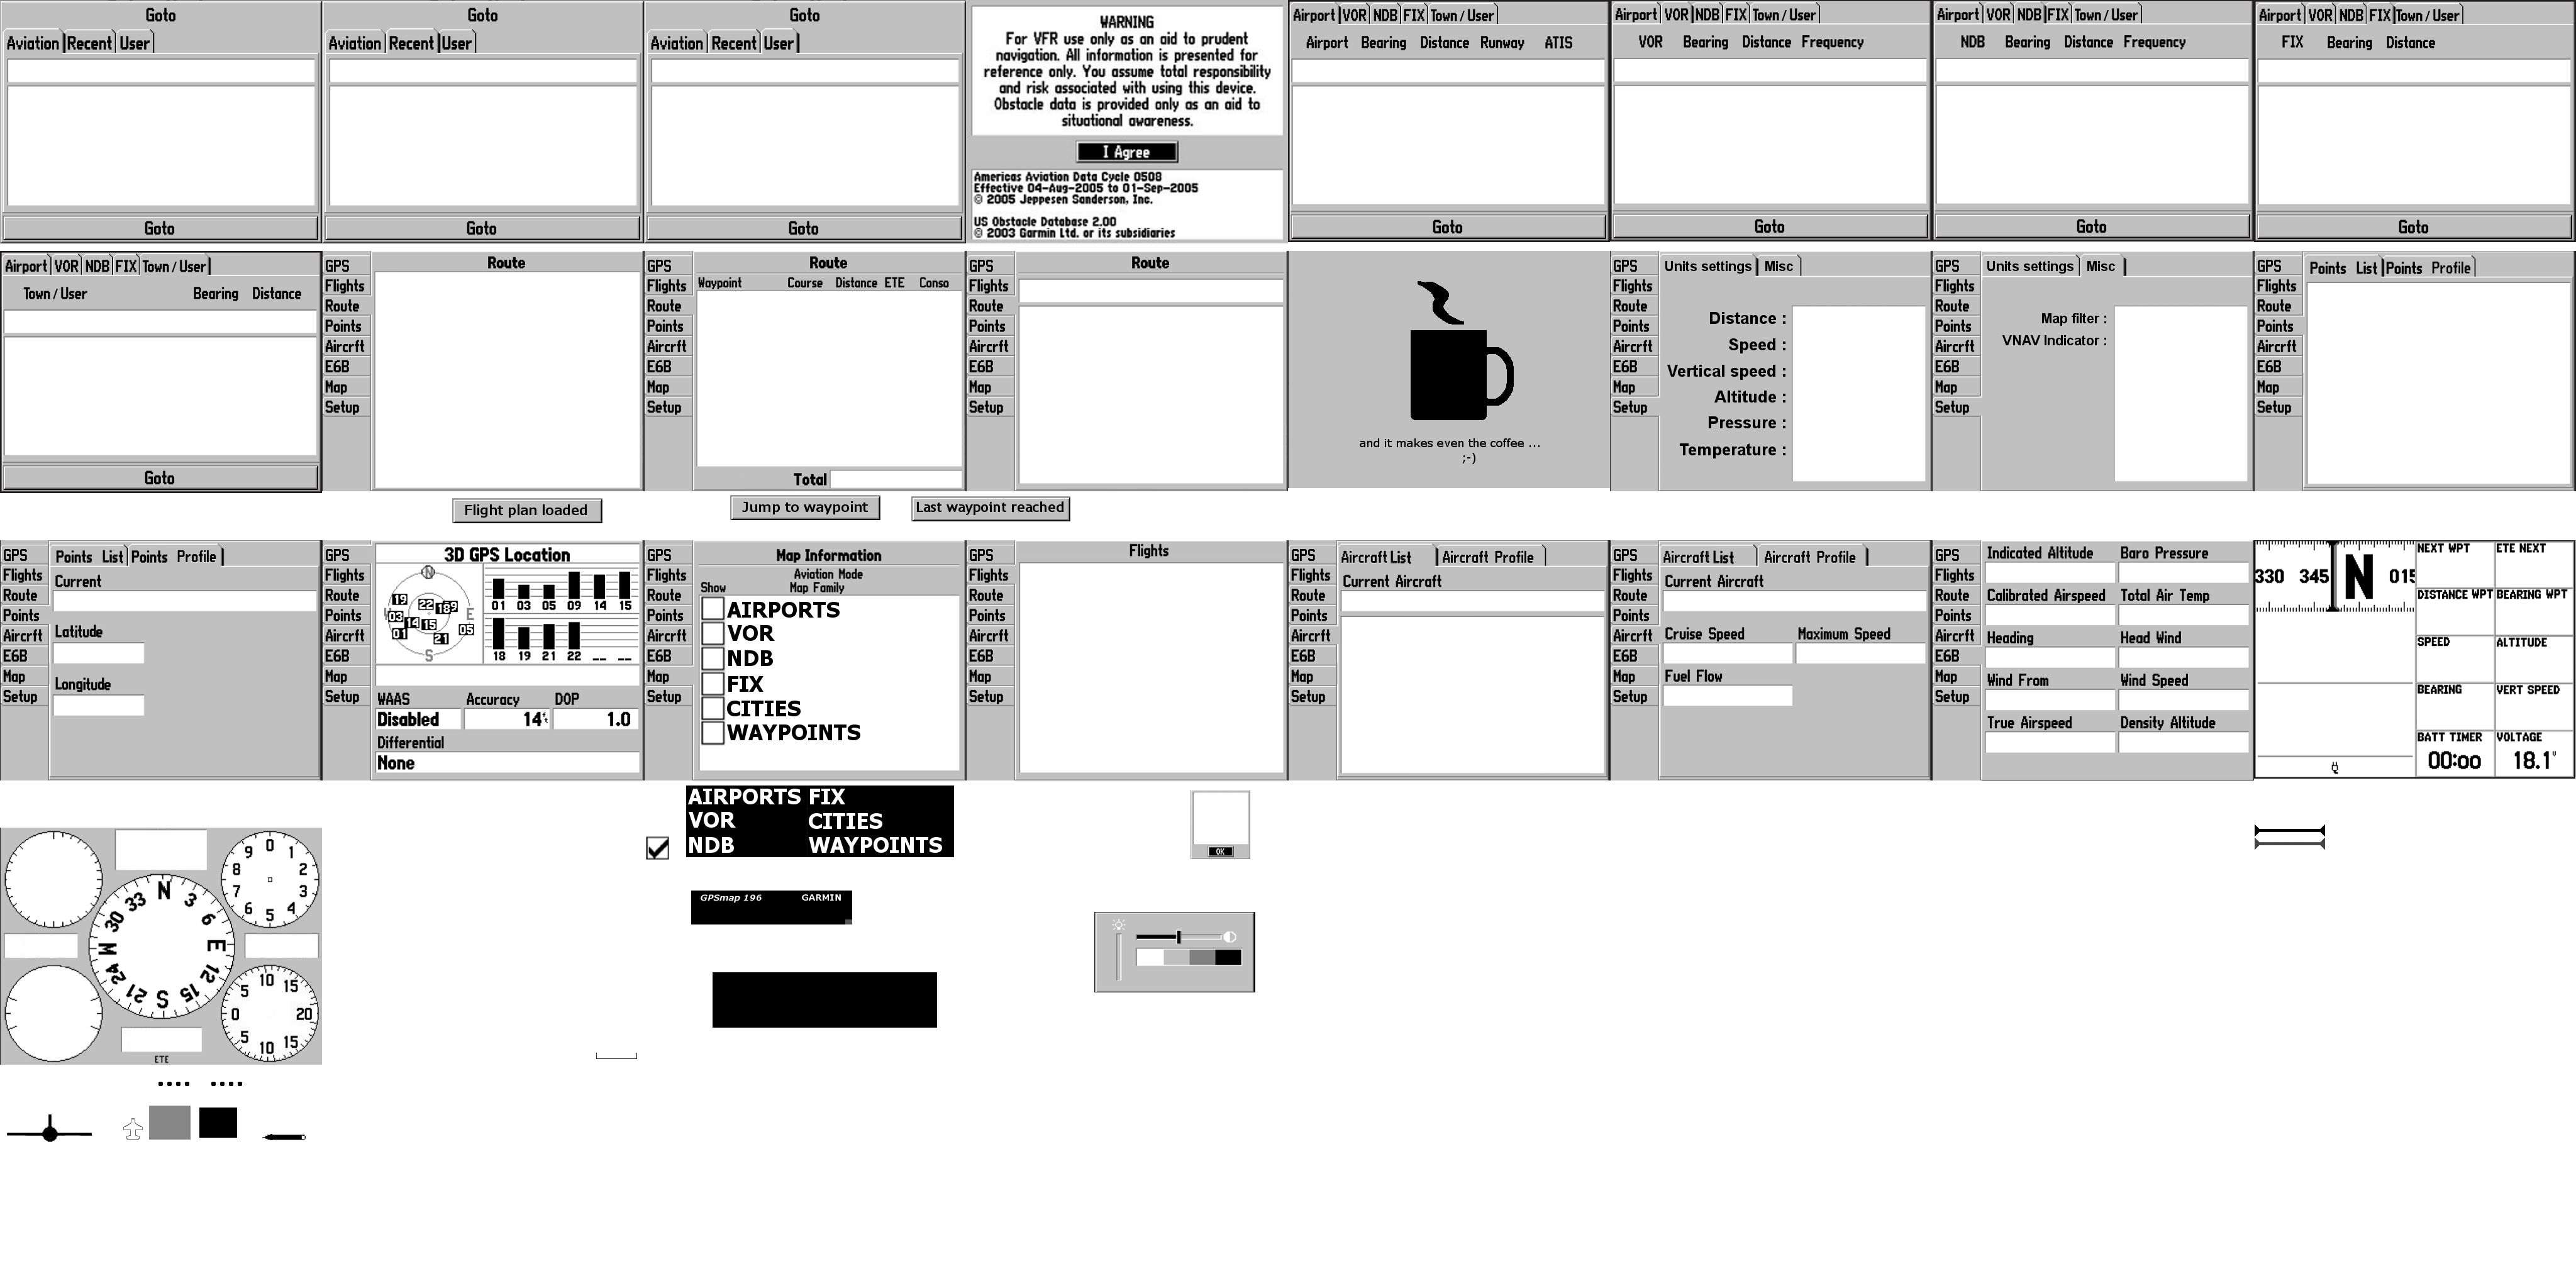 Goto
Aviation Recent User
Goto
Goto
Aviation Recent User
Goto
Goto
Aviation Recent User
Goto
WARNING
For VFR use only as an aid to prudent
navigation. All information is presented for
reference only. You assume total responsibility
and risk associated with using this device.
Obstacle data is provided only as an aid to
situational awareness.
I Agree
Americas Aviation Data Cycle 0508
Effective 04-Aug-2005 to 01-Sep-2005
© 2005 Jeppesen Sanderson, Inc.
US Obstacle Database 2.00
© 2003 Garmin Ltd. or its subsidiaries
Airport VOR NDB FIX Town / User
Airport Bearing Distance Runway ATIS
Goto
Airport VOR NDB FIX Town / User
VOR Bearing Distance Frequency
Goto
Airport VOR NDB FIX Town / User
NDB Bearing Distance Frequency
Goto
Airport VOR NDB FIX Town / User
FIX Bearing Distance
Goto
Airport VOR NDB FIX Town / User
Town / User Bearing Distance
Goto
GPS
Flights
Route
Points
Aircrft
E6B
Map
Setup
Route
GPS
Flights
Route
Points
Aircrft
E6B
Map
Setup
Route
Waypoint Course Distance ETE Conso
Total
GPS
Flights
Route
Points
Aircrft
E6B
Map
Setup
Route
and it makes even the coffee ...
;-)
GPS
Flights
Route
Points
Aircrft
E6B
Map
Setup
Units settings Misc
Distance :
Speed :
Vertical speed :
Altitude :
Pressure :
Temperature :
GPS
Flights
Route
Points
Aircrft
E6B
Map
Setup
Units settings Misc
Map filter :
VNAV Indicator :
GPS
Flights
Route
Points
Aircrft
E6B
Map
Setup
Points List Points Profile
Flight plan loaded
Jump to waypoint
Last waypoint reached
GPS
Flights
Route
Points
Aircrft
E6B
Map
Setup
Points List Points Profile
Current
Latitude
Longitude
GPS
Flights
Route
Points
Aircrft
E6B
Map
Setup
3D GPS Location
N
E
S
19 22 18 9
03 14 15 05
01 21
01 03 05 09 14 15
18 19 21 22 __ __
WAAS Accuracy DOP
Disabled 14 1.0
Differential
None
GPS
Flights
Route
Points
Aircrft
E6B
Map
Setup
Map Information
Aviation Mode
Show Map Family
AIRPORTS
VOR
NDB
FIX
CITIES
WAYPOINTS
GPS
Flights
Route
Points
Aircrft
E6B
Map
Setup
Flights
GPS
Flights
Route
Points
Aircrft
E6B
Map
Setup
Aircraft List Aircraft Profile
Current Aircraft
GPS
Flights
Route
Points
Aircrft
E6B
Map
Setup
Aircraft List Aircraft Profile
Current Aircraft
Cruise Speed Maximum Speed
Fuel Flow
GPS
Flights
Route
Points
Aircrft
E6B
Map
Setup
Indicated Altitude Baro Pressure
Calibrated Airspeed Total Air Temp
Heading Head Wind
Wind From Wind Speed
True Airspeed Density Altitude
330 345 N 015
NEXT WPT ETE NEXT
DISTANCE WPT BEARING WPT
SPEED ALTITUDE
BEARING VERT SPEED
BATT TIMER VOLTAGE
00:00 18.1
AIRPORTS FIX
VOR CITIES
NDB WAYPOINTS
OK
GPSmap 196 GARMIN
N 3 6 E 12 15 S 21 24 W 30 33
0 1 2 3 4 5 6 7 8 9
0 5 10 15 20 15 10 5
ETE